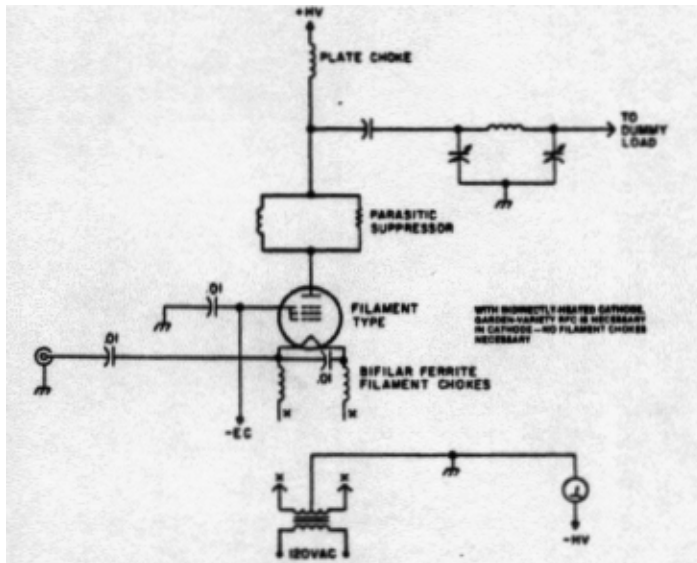 +HV
PLATE CHOKE
TO
DUMMY
LOAD
PARASITIC
SUPPRESSOR
.01
FILAMENT
TYPE
WITH INDIRECTLY-HEATED CATHODE,
GARDEN-VARIETY RFC IS NECESSARY
IN CATHODE—NO FILAMENT CHOKES
NECESSARY
.01
.01
BIFILAR FERRITE
FILAMENT CHOKES
X
X
-EC
X
X
-HV
120VAC